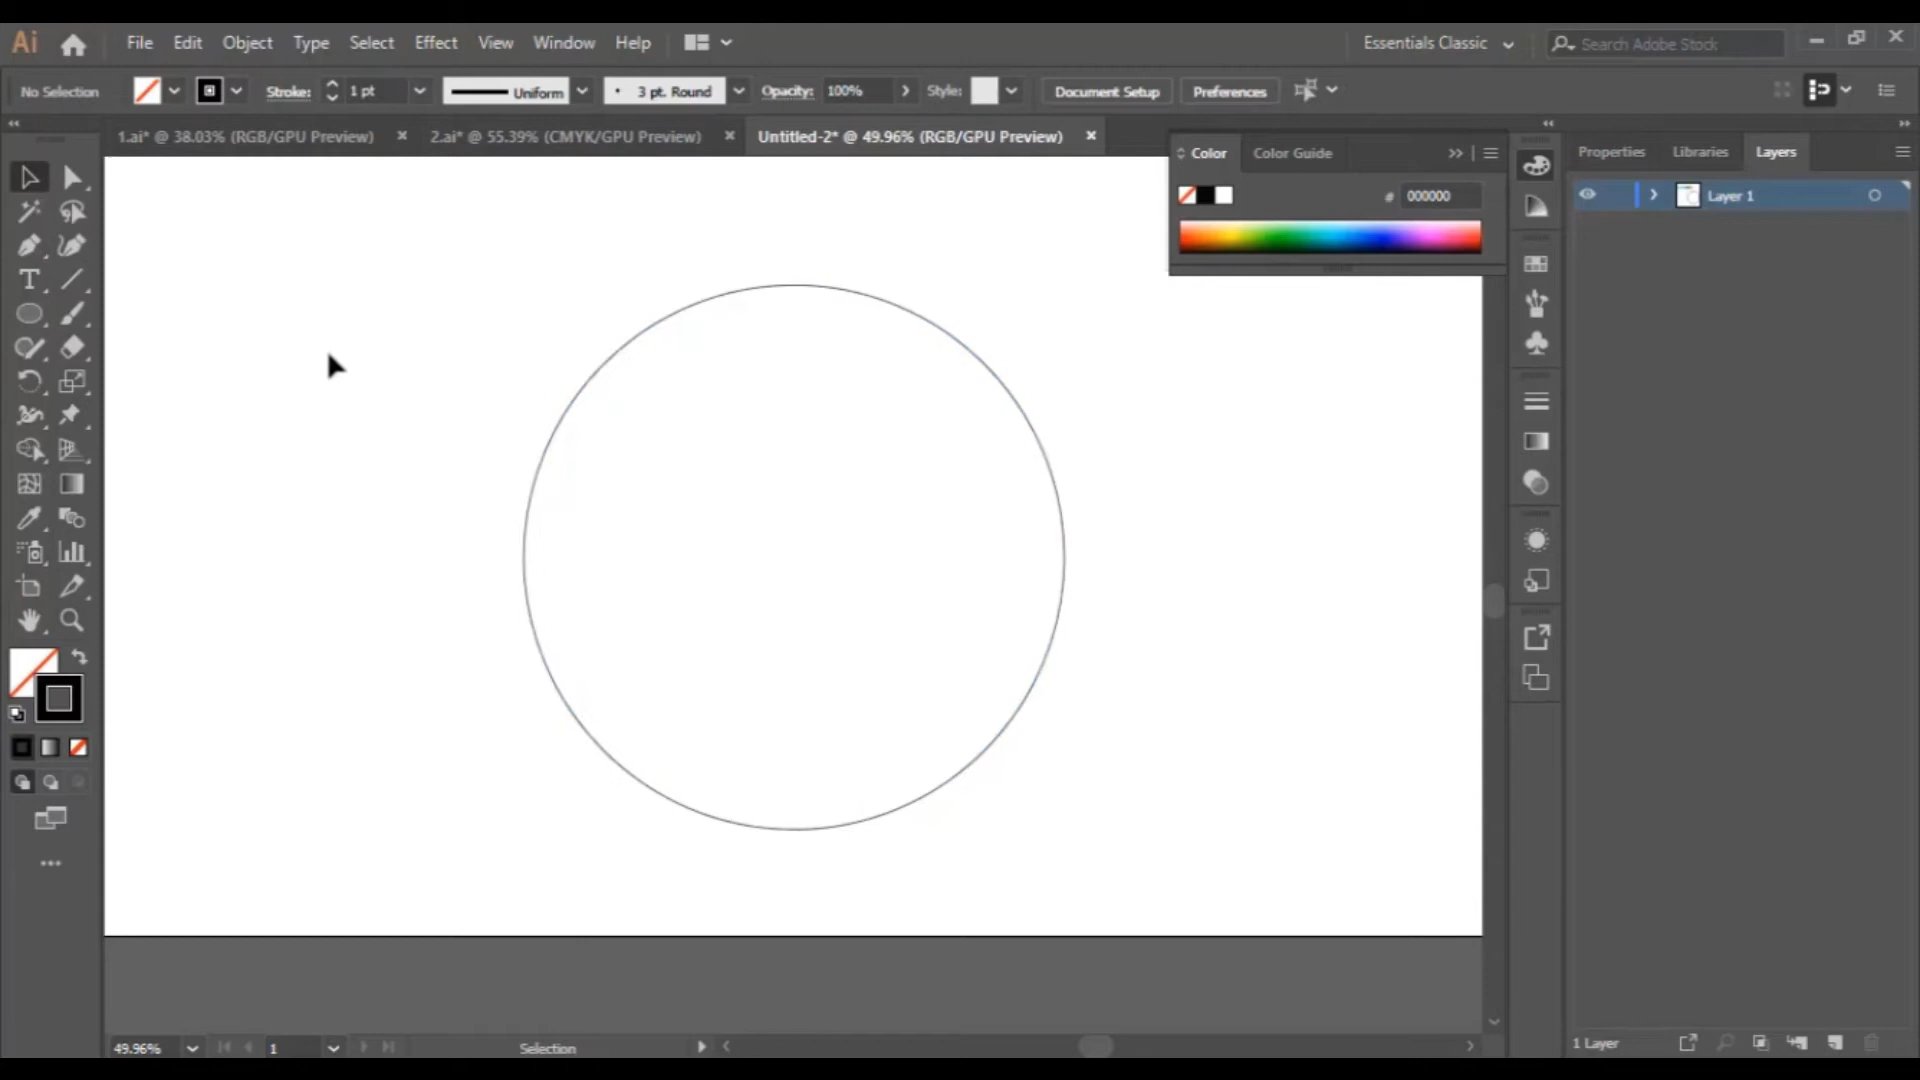 Ai File Edit Object Type Select Effect View Window Help Essentials Classic Search Adobe Stock
No Selection Stroke: 1 pt Uniform 3 pt. Round Opacity: 100% Style: Document Setup Preferences
1.ai* @ 38.03% (RGB/GPU Preview) 2.ai* @ 55.39% (CMYK/GPU Preview) Untitled-2* @ 49.96% (RGB/GPU Preview)
Color Color Guide
# 000000
Properties Libraries Layers
Layer 1
49.96% 1 Selection
1 Layer